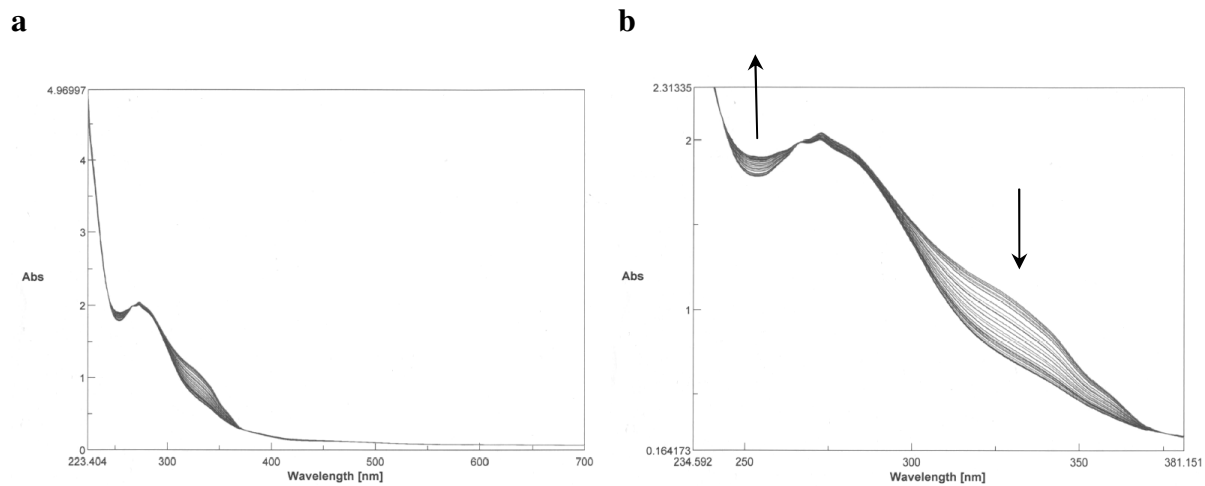 a
4.96997
4
3
Abs
2
1
0
223.404 300 400 500 600 700
Wavelength [nm]
b
2.31335
2
Abs
1
0.164173
234.592 250 300 350 381.151
Wavelength [nm]